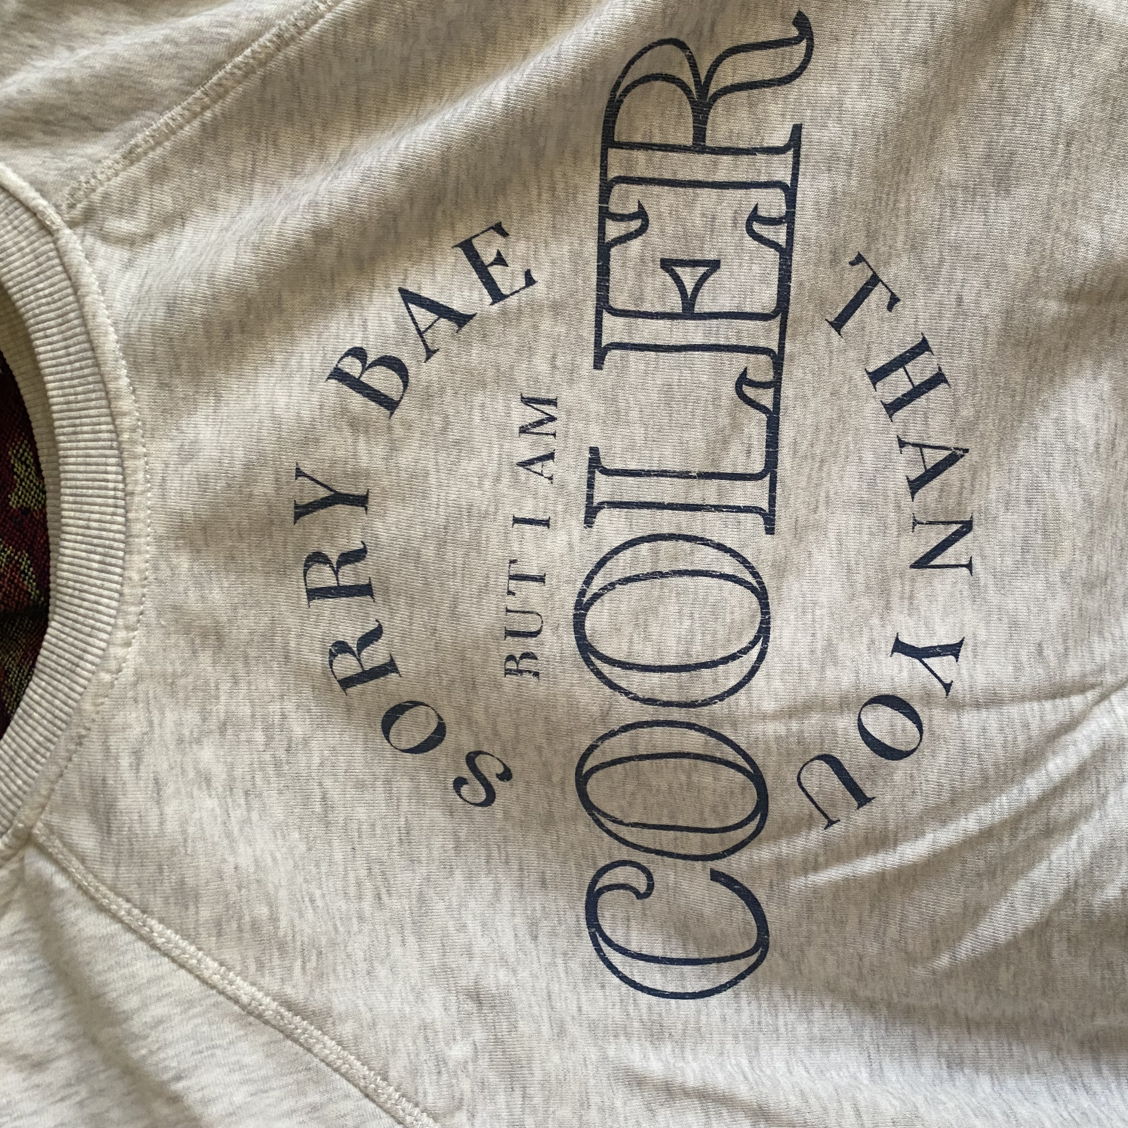 SORRY BAE
BUT I AM
COOLER
THAN YOU